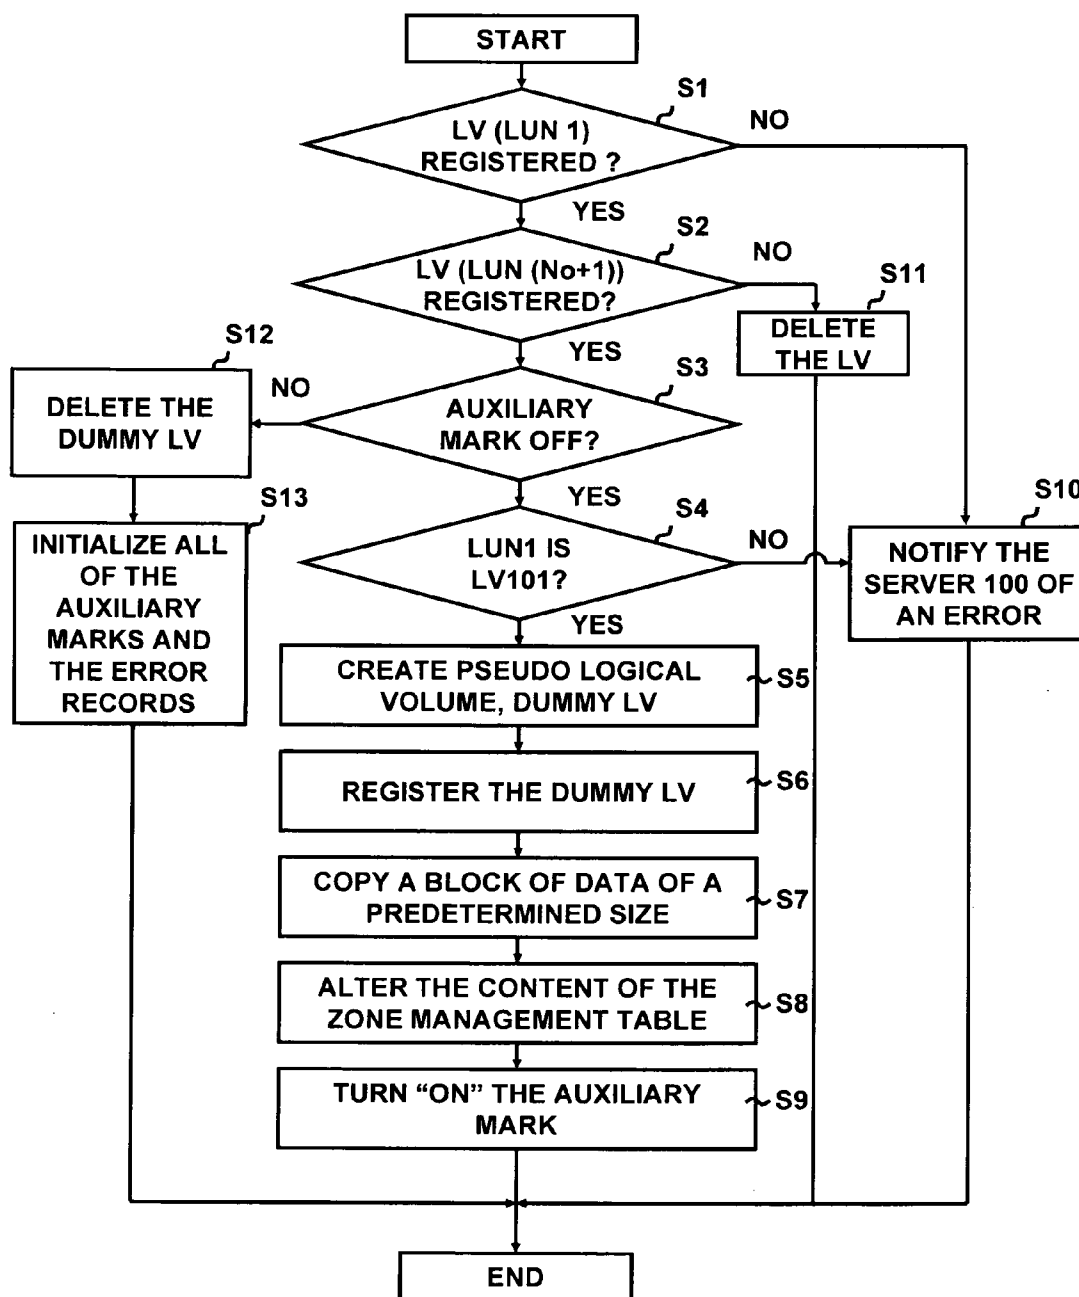 START
S1
LV (LUN 1)
REGISTERED ?
NO
YES
S2
LV (LUN (No+1))
REGISTERED?
NO
S11
DELETE
THE LV
YES
S12
DELETE THE
DUMMY LV
NO
S3
AUXILIARY
MARK OFF?
YES
S13
INITIALIZE ALL
OF THE
AUXILIARY
MARKS AND
THE ERROR
RECORDS
S4
LUN1 IS
LV101?
NO
S10
NOTIFY THE
SERVER 100 OF
AN ERROR
YES
CREATE PSEUDO LOGICAL
VOLUME, DUMMY LV
S5
REGISTER THE DUMMY LV
S6
COPY A BLOCK OF DATA OF A
PREDETERMINED SIZE
S7
ALTER THE CONTENT OF THE
ZONE MANAGEMENT TABLE
S8
TURN “ON” THE AUXILIARY
MARK
S9
END